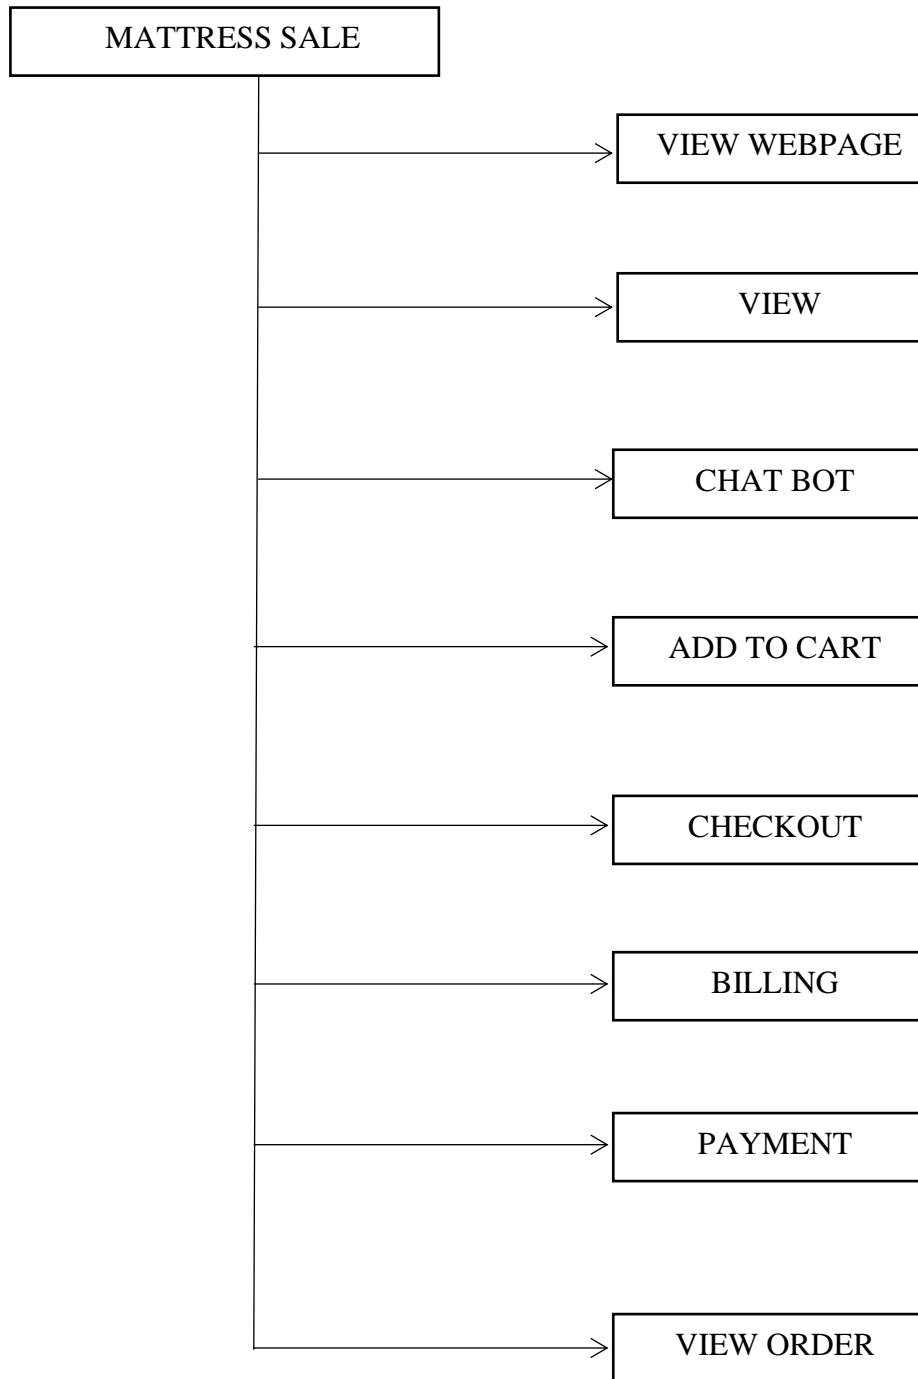 MATTRESS SALE
VIEW WEBPAGE
VIEW
CHAT BOT
ADD TO CART
CHECKOUT
BILLING
PAYMENT
VIEW ORDER